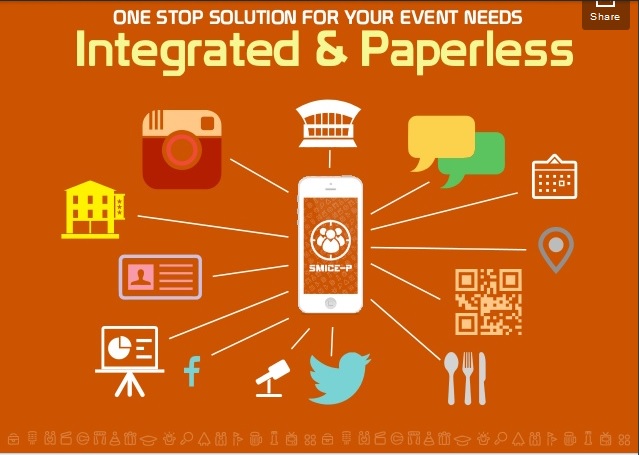 ONE STOP SOLUTION FOR YOUR EVENT NEEDS
Share
Integrated & Paperless
SMICE-P